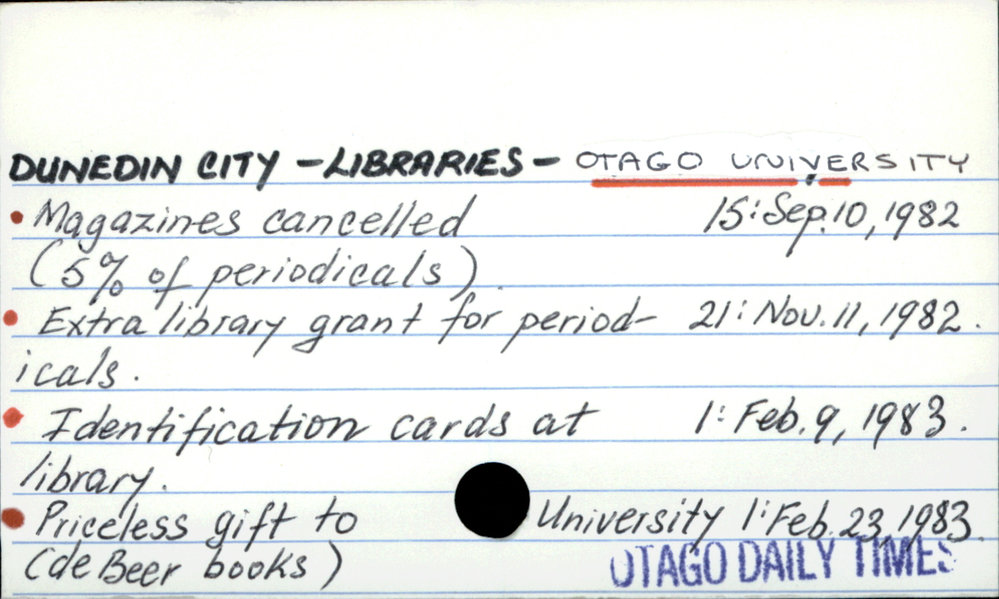 DUNEDIN CITY - LIBRARIES - OTAGO UNIVERSITY
• Magazines cancelled 15: Sep. 10, 1982
(5% of periodicals).
• Extra library grant for period- 21: Nov. 11, 1982.
icals.
• Identification cards at 1: Feb. 9, 1983.
library.
• Priceless gift to University 1: Feb. 23, 1983.
(de Beer books)
OTAGO DAILY TIMES